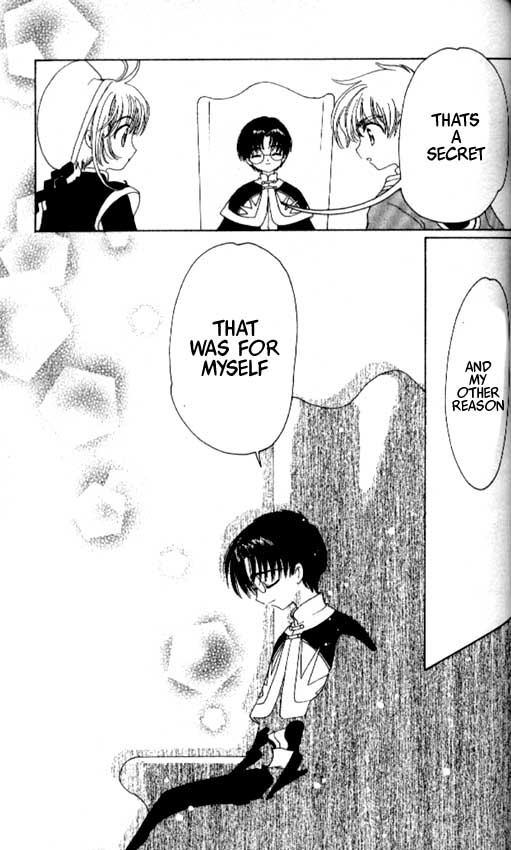 THATS
A
SECRET
AND
MY
OTHER
REASON
THAT
WAS FOR
MYSELF